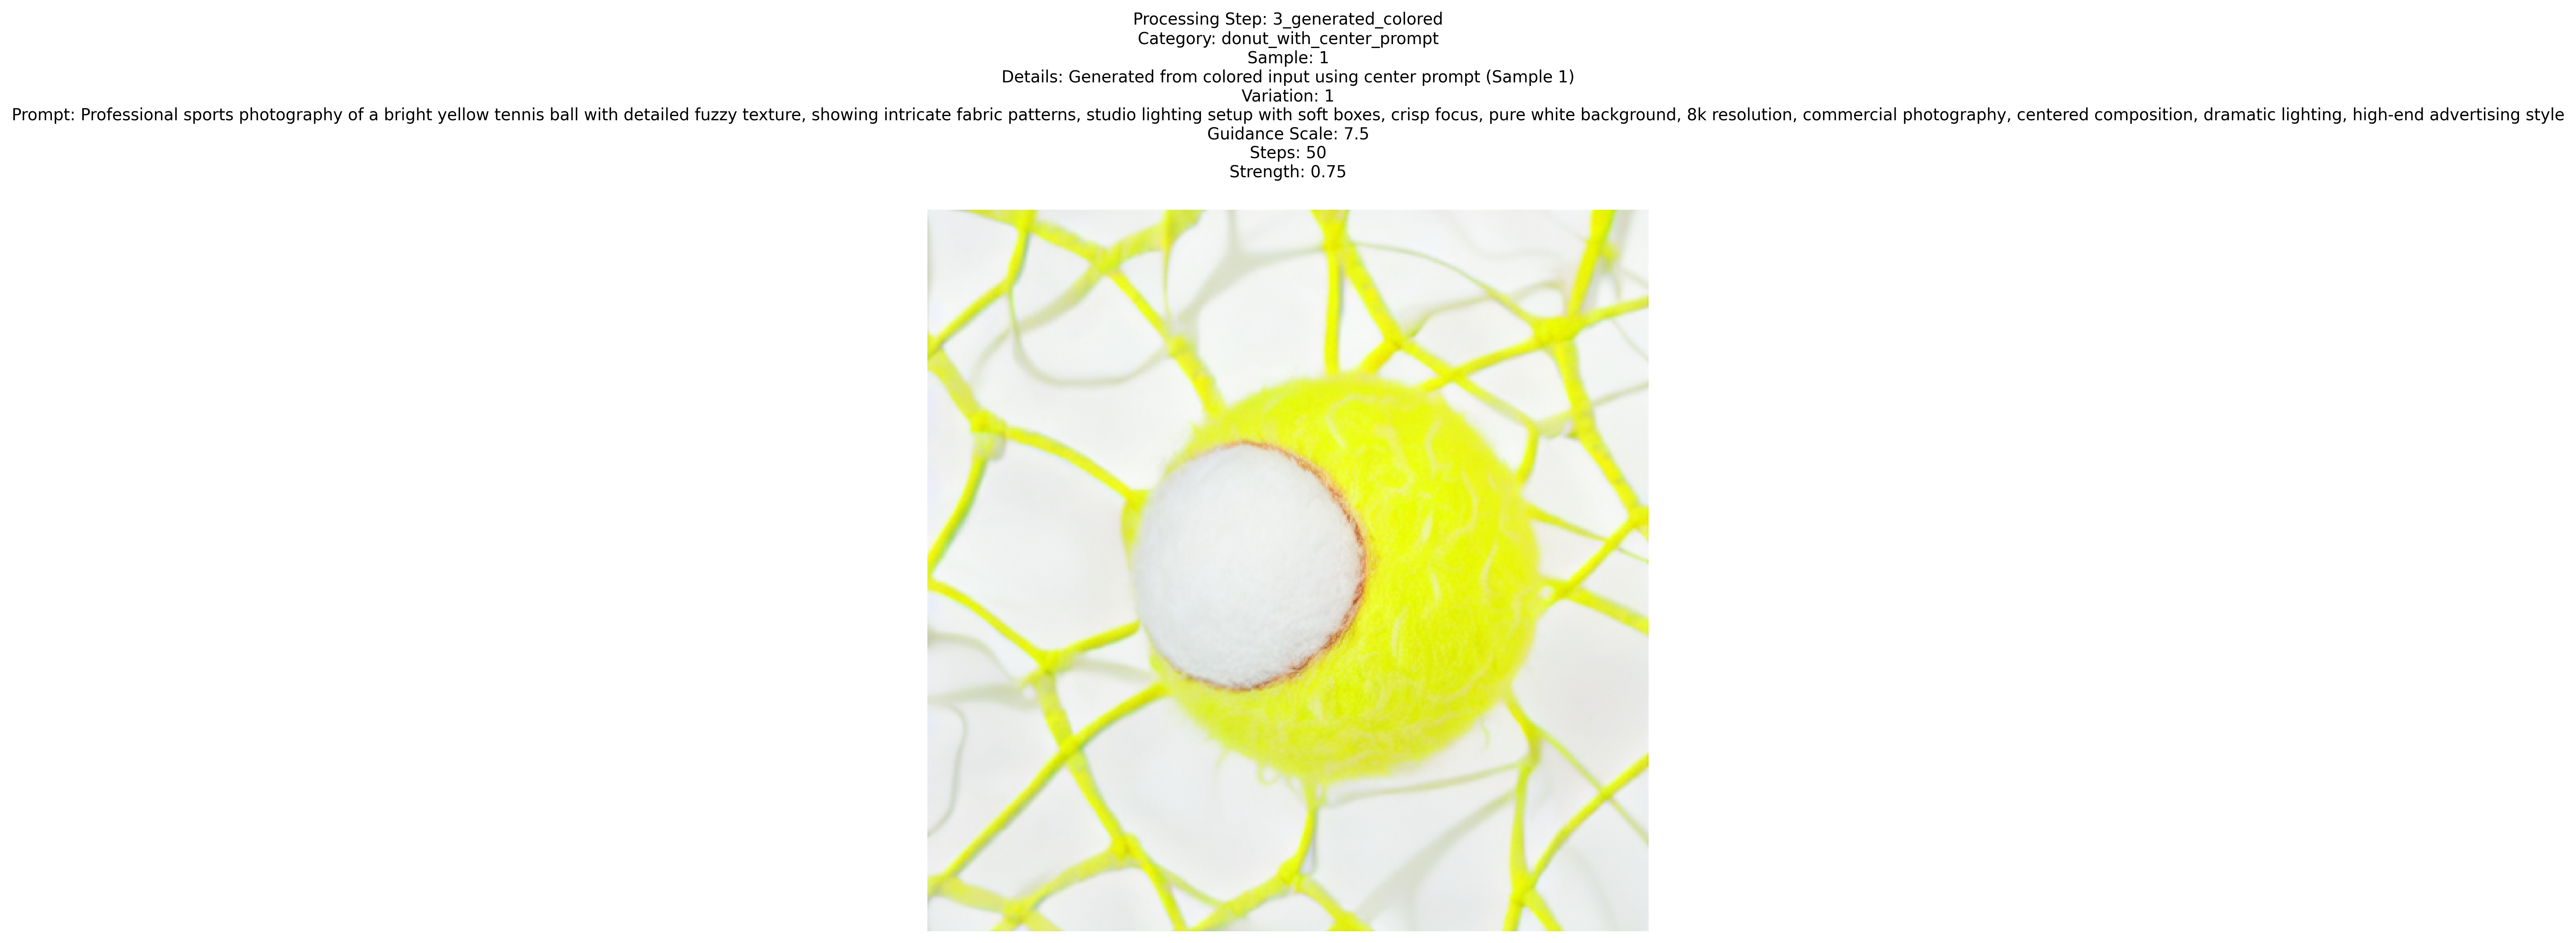 Processing Step: 3_generated_colored
Category: donut_with_center_prompt
Sample: 1
Details: Generated from colored input using center prompt (Sample 1)
Variation: 1
Prompt: Professional sports photography of a bright yellow tennis ball with detailed fuzzy texture, showing intricate fabric patterns, studio lighting setup with soft boxes, crisp focus, pure white background, 8k resolution, commercial photography, centered composition, dramatic lighting, high-end advertising style
Guidance Scale: 7.5
Steps: 50
Strength: 0.75